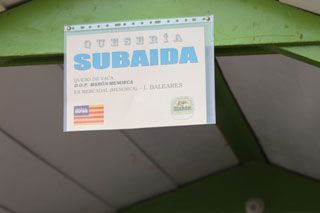 QUESERÍA
SUBAIDA
QUESO DE VACA
D.O.P. MAHÓN MENORCA
ES MERCADAL (MENORCA) - I. BALEARES